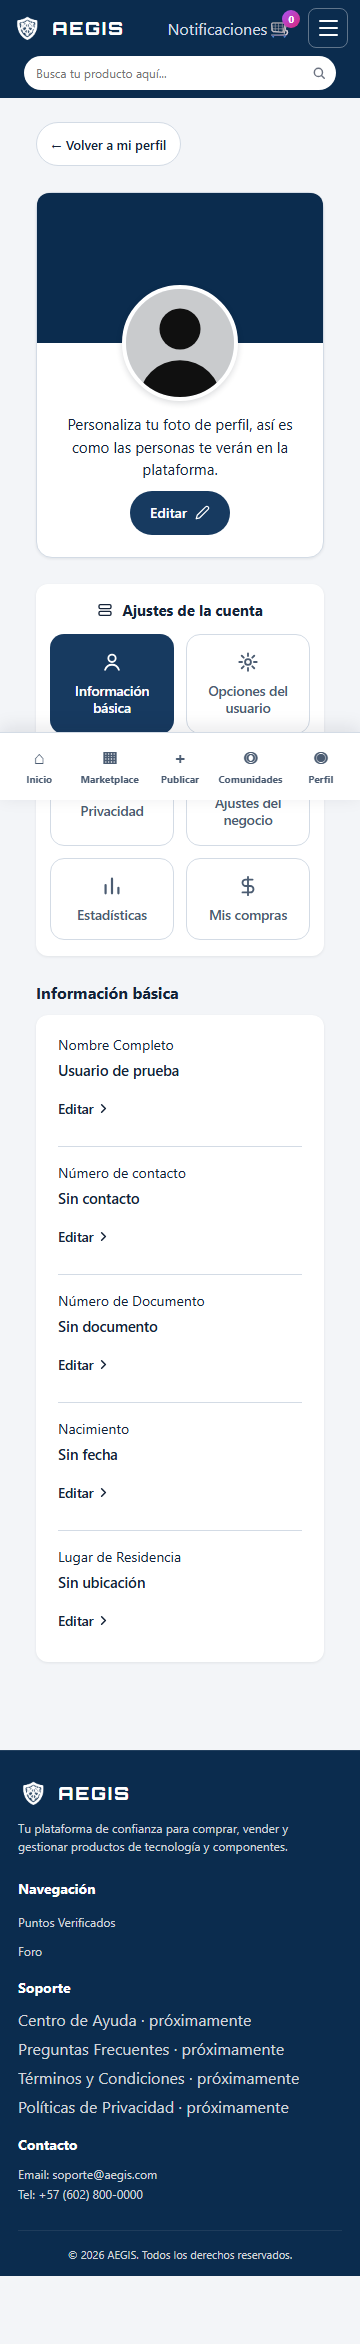 AEGIS
Notificaciones
0
Busca tu producto aquí...
← Volver a mi perfil
Personaliza tu foto de perfil, así es
como las personas te verán en la
plataforma.
Editar
Ajustes de la cuenta
Información
básica
Opciones del
usuario
Inicio
Marketplace
+
Publicar
Comunidades
Perfil
Privacidad
Ajustes del
negocio
Estadísticas
Mis compras
Información básica
Nombre Completo
Usuario de prueba
Editar
Número de contacto
Sin contacto
Editar
Número de Documento
Sin documento
Editar
Nacimiento
Sin fecha
Editar
Lugar de Residencia
Sin ubicación
Editar
AEGIS
Tu plataforma de confianza para comprar, vender y
gestionar productos de tecnología y componentes.
Navegación
Puntos Verificados
Foro
Soporte
Centro de Ayuda · próximamente
Preguntas Frecuentes · próximamente
Términos y Condiciones · próximamente
Políticas de Privacidad · próximamente
Contacto
Email: soporte@aegis.com
Tel: +57 (602) 800-0000
© 2026 AEGIS. Todos los derechos reservados.